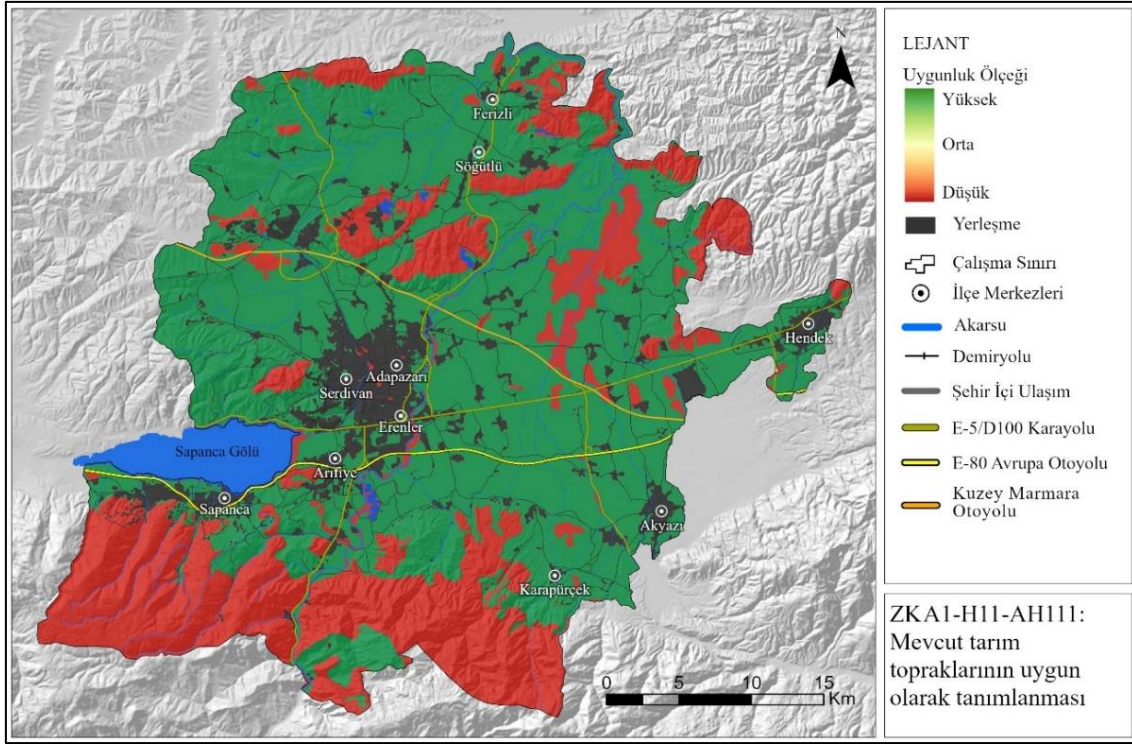 N
Ferizli
Söğütlü
Hendek
Adapazarı
Serdivan
Erenler
Sapanca Gölü
Arifiye
Sapanca
Akyazı
Karapürçek
0 5 10 15
Km
LEJANT
Uygunluk Ölçeği
Yüksek
Orta
Düşük
Yerleşme
Çalışma Sınırı
İlçe Merkezleri
Akarsu
Demiryolu
Şehir İçi Ulaşım
E-5/D100 Karayolu
E-80 Avrupa Otoyolu
Kuzey Marmara
Otoyolu
ZKA1-H11-AH111:
Mevcut tarım
topraklarının uygun
olarak tanımlanması